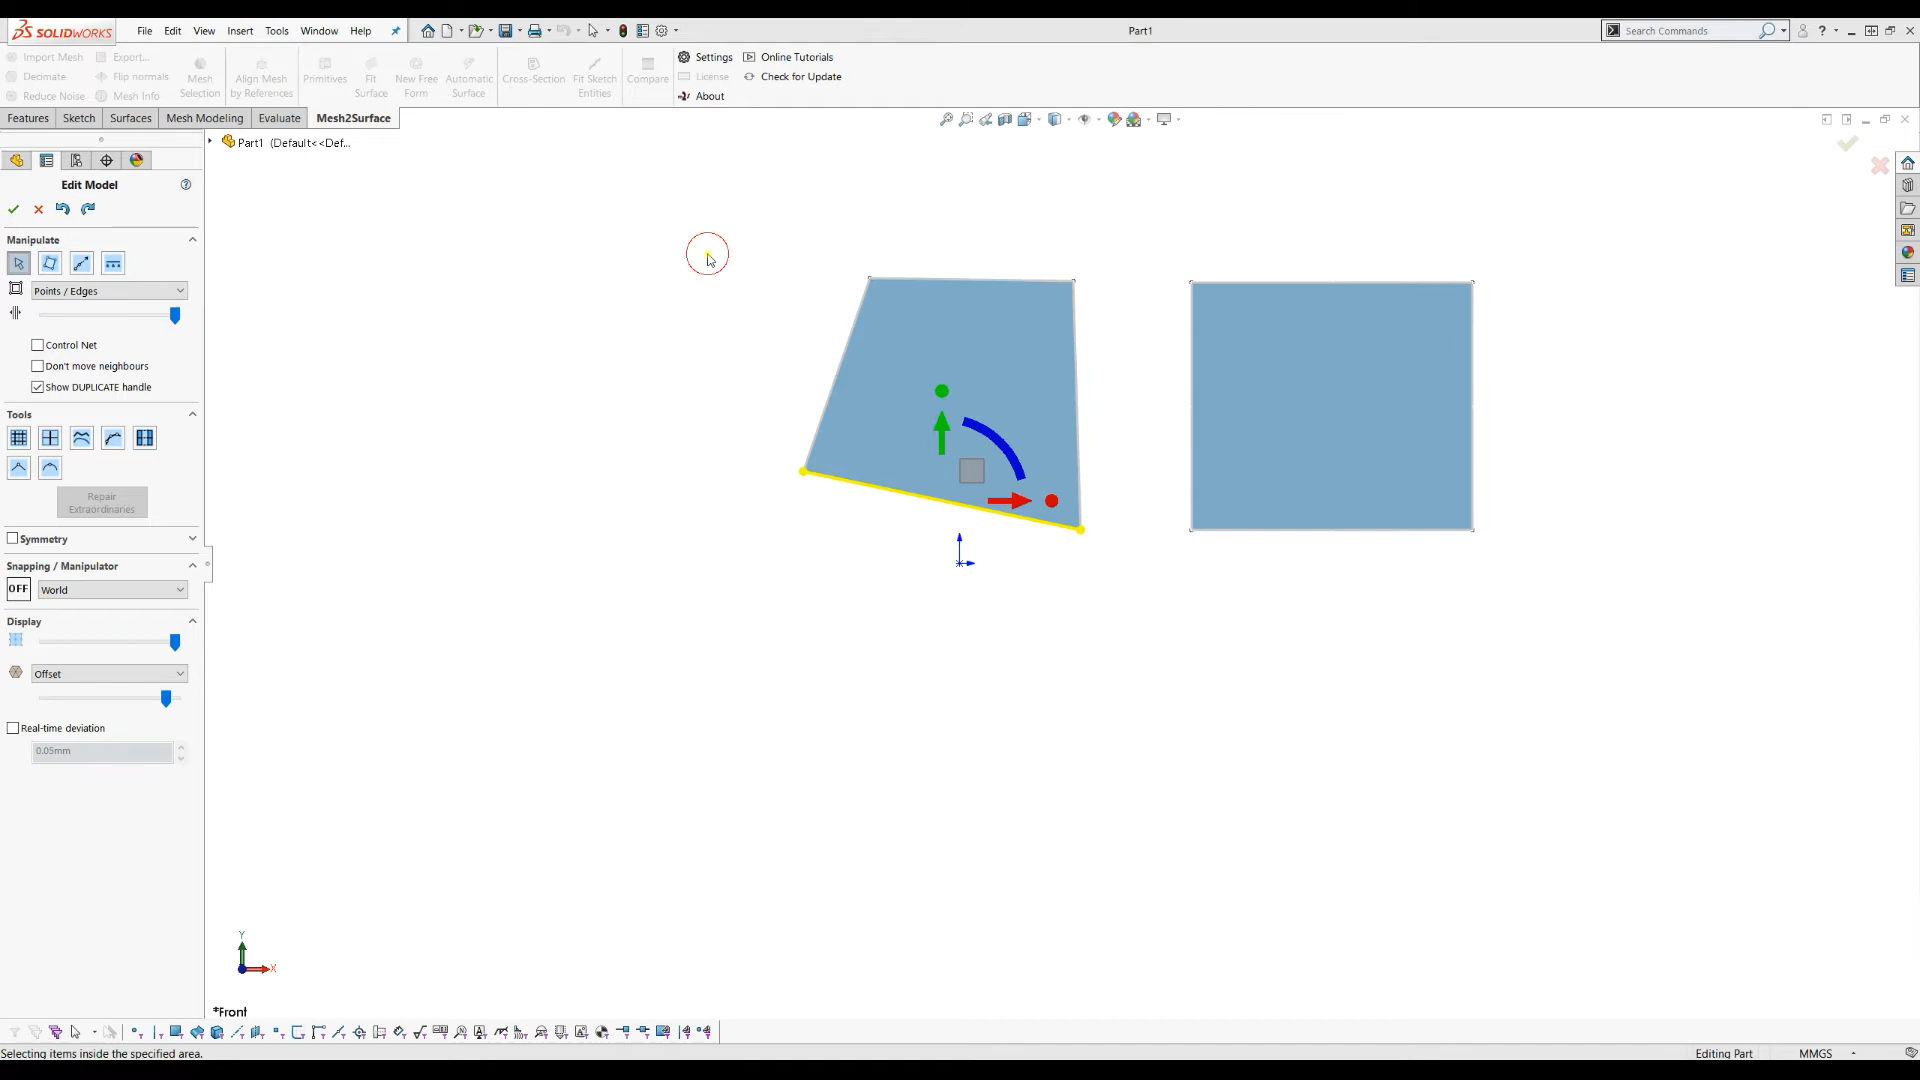 SOLIDWORKS File Edit View Insert Tools Window Help Part1 Search Commands
Import Mesh Export... Settings Online Tutorials
Decimate Flip normals Mesh Selection Align Mesh by References Primitives Fit Surface New Free Form Automatic Surface Cross-Section Fit Sketch Entities Compare License Check for Update
Reduce Noise Mesh Info About
Features Sketch Surfaces Mesh Modeling Evaluate Mesh2Surface
Part1 (Default<<Def...
Edit Model
Manipulate
Points / Edges
Control Net
Don't move neighbours
Show DUPLICATE handle
Tools
Repair
Extraordinaries
Symmetry
Snapping / Manipulator
OFF World
Display
Offset
Real-time deviation
0.05mm
Y
X
*Front
Selecting items inside the specified area. Editing Part MMGS